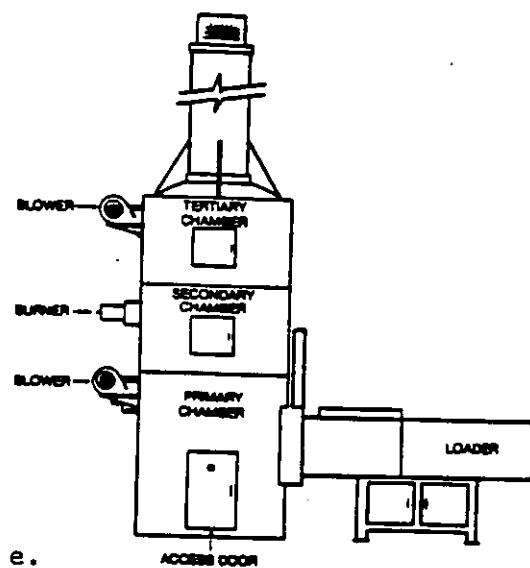 BLOWER
TERTIARY
CHAMBER
BURNER
SECONDARY
CHAMBER
BLOWER
PRIMARY
CHAMBER
LOADER
e.
ACCESS DOOR